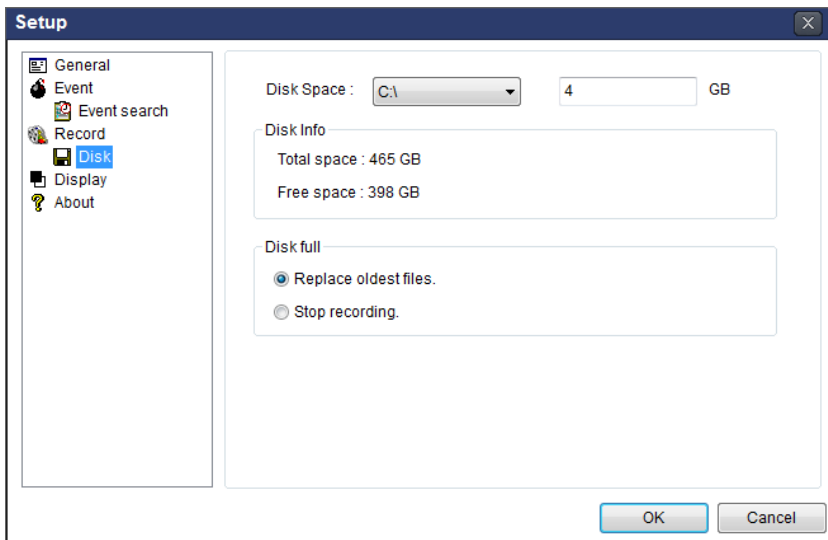 Setup
General
Event
Event search
Record
Disk
Display
About
Disk Space : C:\ 4 GB
Disk Info
Total space : 465 GB
Free space : 398 GB
Disk full
Replace oldest files.
Stop recording.
OK Cancel